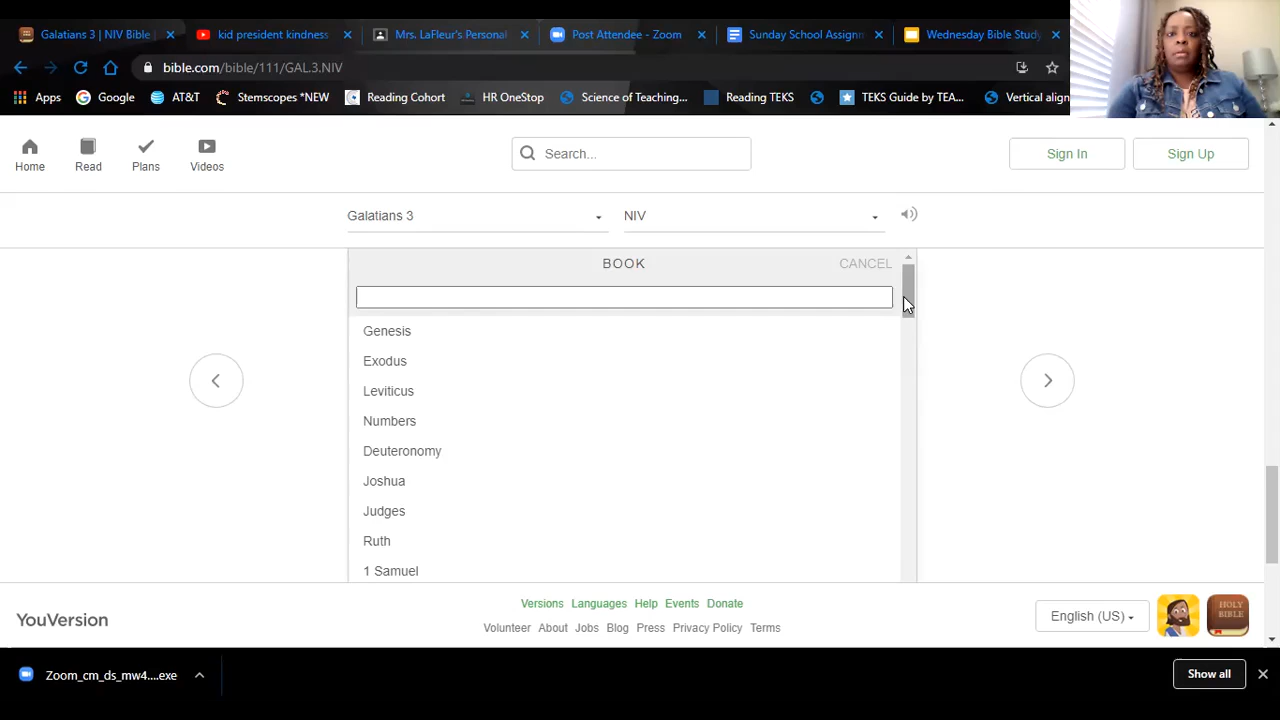 Galatians 3 | NIV Bible
kid president kindness
Mrs. LaFleur's Personal
Post Attendee - Zoom
Sunday School Assignm
Wednesday Bible Study
bible.com/bible/111/GAL.3.NIV
Apps
Google
AT&T
Stemscopes *NEW
Reading Cohort
HR OneStop
Science of Teaching...
Reading TEKS
TEKS Guide by TEA...
Vertical align
Home
Read
Plans
Videos
Search...
Sign In
Sign Up
Galatians 3
NIV
BOOK
CANCEL
Genesis
Exodus
Leviticus
Numbers
Deuteronomy
Joshua
Judges
Ruth
1 Samuel
YouVersion
Versions Languages Help Events Donate
Volunteer About Jobs Blog Press Privacy Policy Terms
English (US)
HOLY
BIBLE
Zoom_cm_ds_mw4....exe
Show all